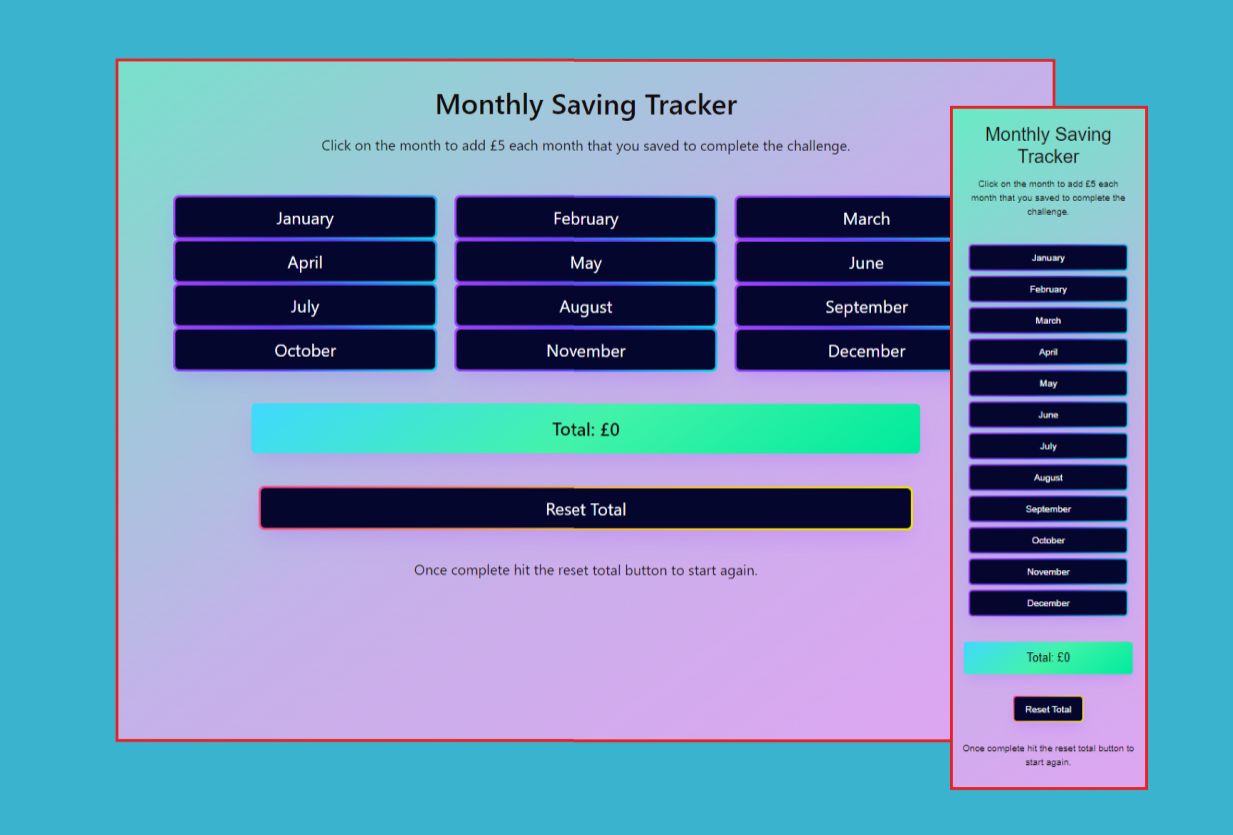 Monthly Saving Tracker
Click on the month to add £5 each month that you saved to complete the challenge.
January
February
March
April
May
June
July
August
September
October
November
December
Total: £0
Reset Total
Once complete hit the reset total button to start again.
Monthly Saving
Tracker
Click on the month to add £5 each
month that you saved to complete the
challenge.
January
February
March
April
May
June
July
August
September
October
November
December
Total: £0
Reset Total
Once complete hit the reset total button to
start again.